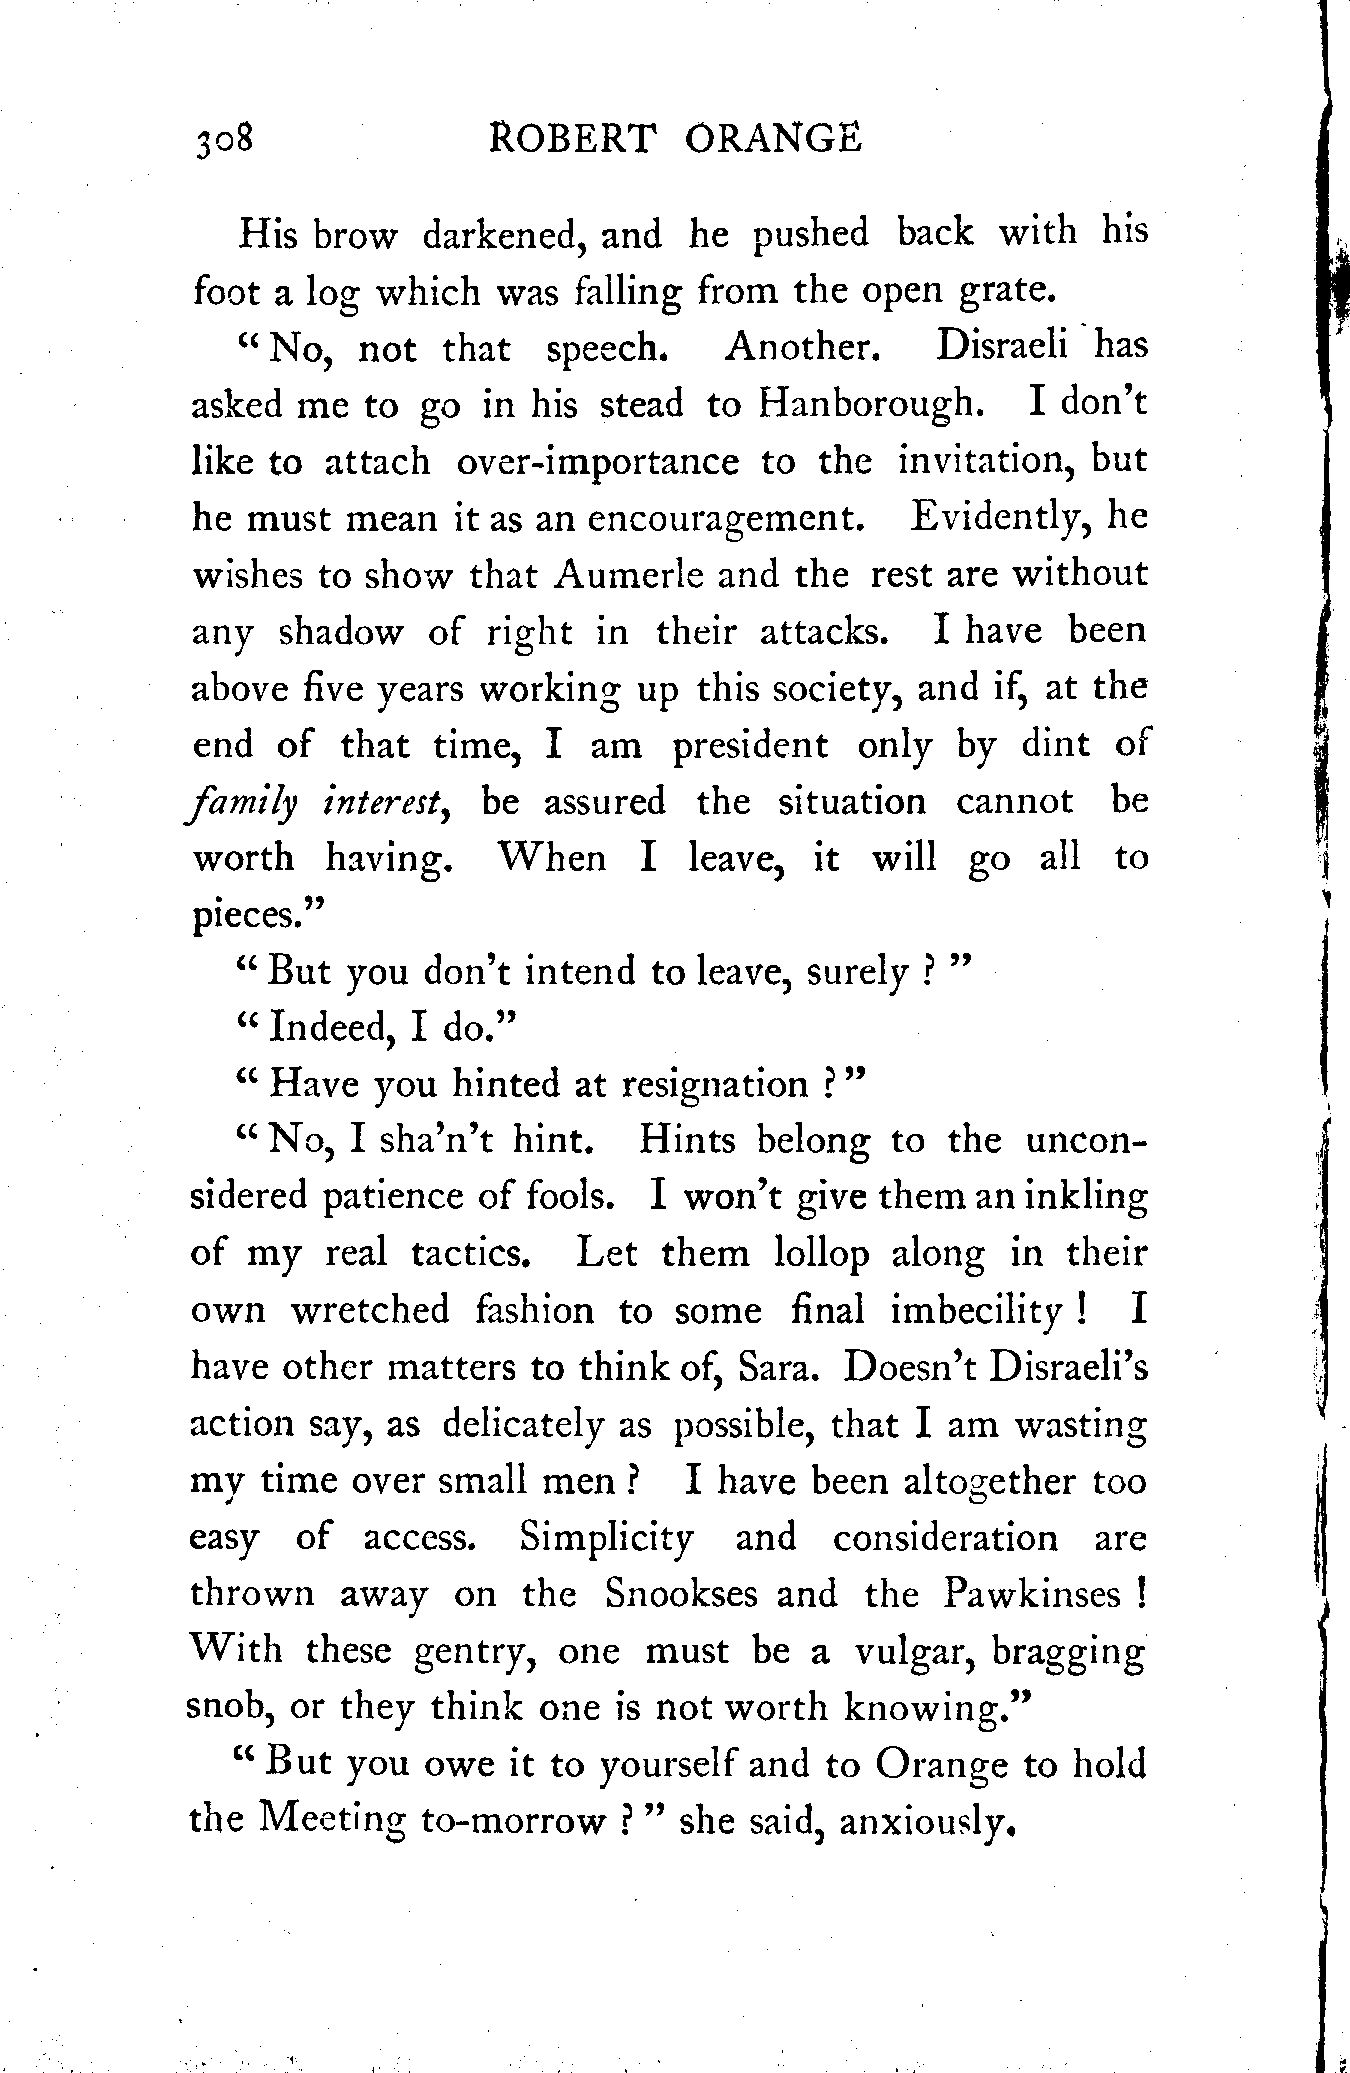 308 ROBERT ORANGE
His brow darkened, and he pushed back with his
foot a log which was falling from the open grate.
“ No, not that speech. Another. Disraeli has
asked me to go in his stead to Hanborough. I don’t
like to attach over-importance to the invitation, but
he must mean it as an encouragement. Evidently, he
wishes to show that Aumerle and the rest are without
any shadow of right in their attacks. I have been
above five years working up this society, and if, at the
end of that time, I am president only by dint of
family interest, be assured the situation cannot be
worth having. When I leave, it will go all to
pieces.”
“ But you don’t intend to leave, surely ? ”
“ Indeed, I do.”
“ Have you hinted at resignation ? ”
“ No, I sha’n’t hint. Hints belong to the uncon-
sidered patience of fools. I won’t give them an inkling
of my real tactics. Let them lollop along in their
own wretched fashion to some final imbecility ! I
have other matters to think of, Sara. Doesn’t Disraeli’s
action say, as delicately as possible, that I am wasting
my time over small men ? I have been altogether too
easy of access. Simplicity and consideration are
thrown away on the Snookses and the Pawkinses !
With these gentry, one must be a vulgar, bragging
snob, or they think one is not worth knowing.”
“ But you owe it to yourself and to Orange to hold
the Meeting to-morrow ? ” she said, anxiously.